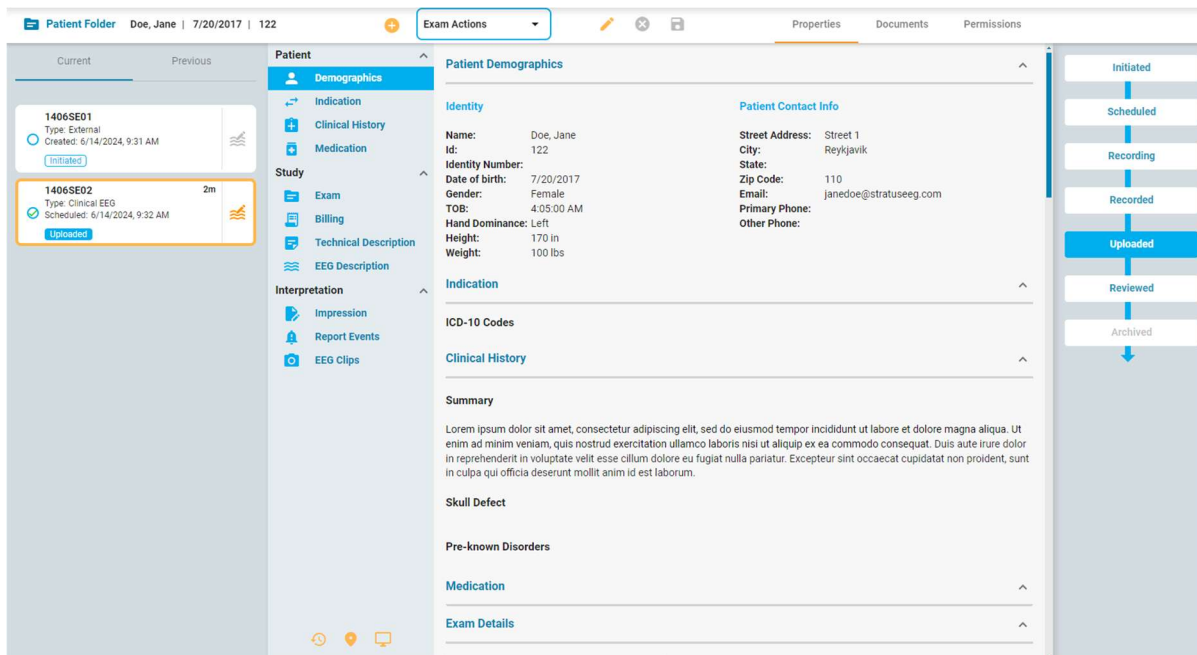 Patient Folder Doe, Jane | 7/20/2017 | 122
Exam Actions
Properties Documents Permissions
Current Previous
1406SE01
Type: External
Created: 6/14/2024, 9:31 AM
Initiated
1406SE02 2m
Type: Clinical EEG
Scheduled: 6/14/2024, 9:32 AM
Uploaded
Patient
Demographics
Indication
Clinical History
Medication
Study
Exam
Billing
Technical Description
EEG Description
Interpretation
Impression
Report Events
EEG Clips
Patient Demographics
Identity
Name: Doe, Jane
Id: 122
Identity Number:
Date of birth: 7/20/2017
Gender: Female
TOB: 4:05:00 AM
Hand Dominance: Left
Height: 170 in
Weight: 100 lbs
Patient Contact Info
Street Address: Street 1
City: Reykjavik
State:
Zip Code: 110
Email: janedoe@stratuseeg.com
Primary Phone:
Other Phone:
Indication
ICD-10 Codes
Clinical History
Summary
Lorem ipsum dolor sit amet, consectetur adipiscing elit, sed do eiusmod tempor incididunt ut labore et dolore magna aliqua. Ut
enim ad minim veniam, quis nostrud exercitation ullamco laboris nisi ut aliquip ex ea commodo consequat. Duis aute irure dolor
in reprehenderit in voluptate velit esse cillum dolore eu fugiat nulla pariatur. Excepteur sint occaecat cupidatat non proident, sunt
in culpa qui officia deserunt mollit anim id est laborum.
Skull Defect
Pre-known Disorders
Medication
Exam Details
Initiated
Scheduled
Recording
Recorded
Uploaded
Reviewed
Archived